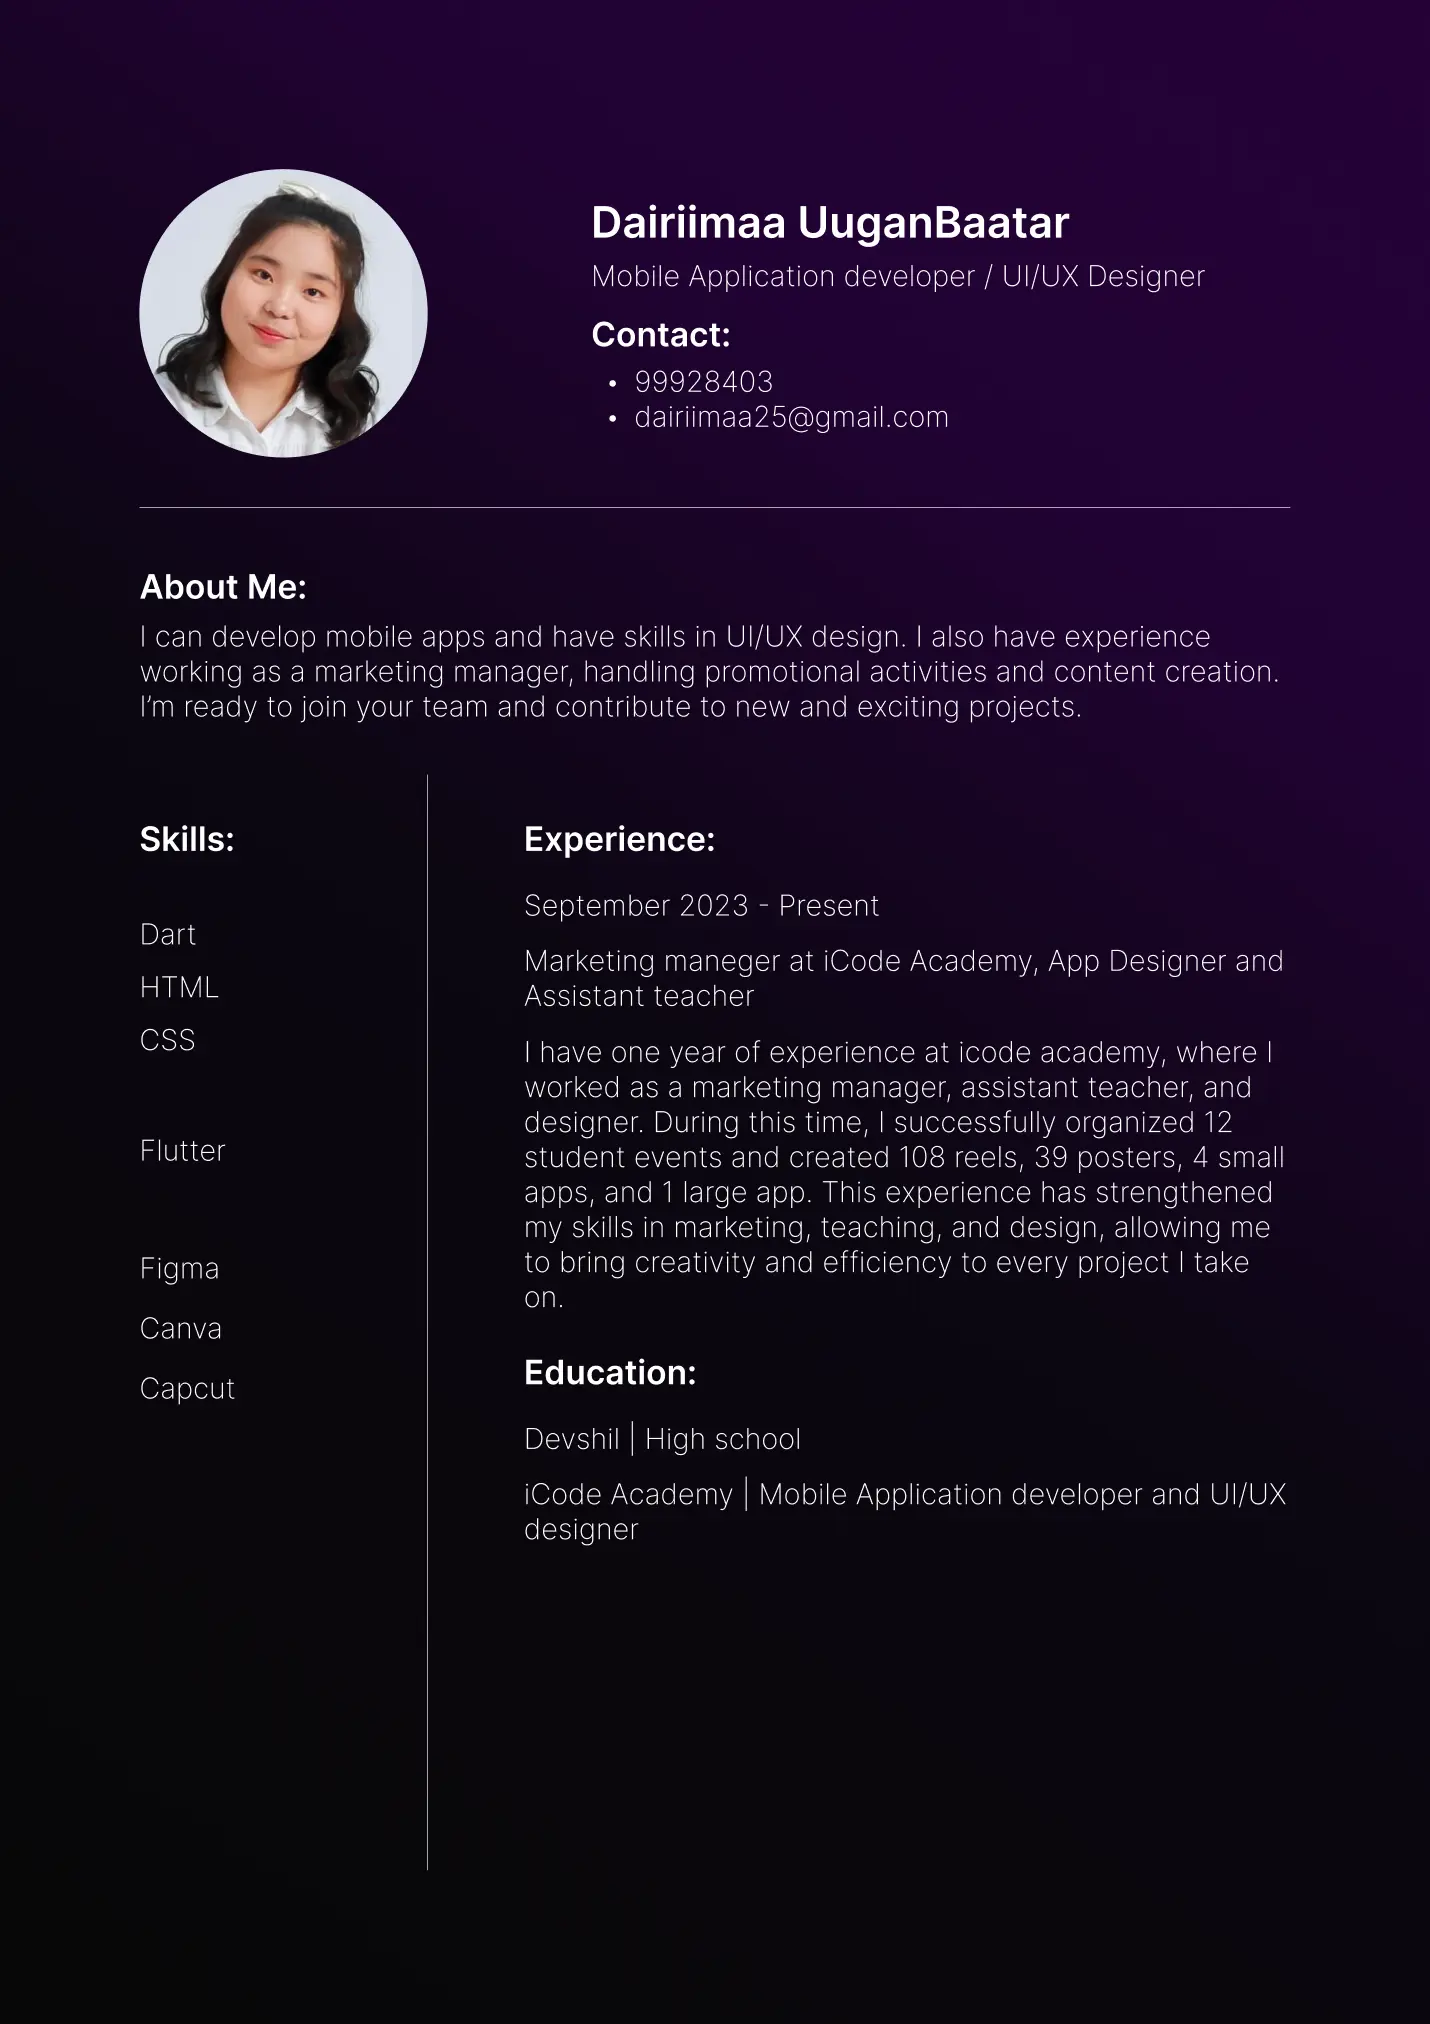 Dairiimaa UuganBaatar
Mobile Application developer / UI/UX Designer
Contact:
• 99928403
• dairiimaa25@gmail.com
About Me:
I can develop mobile apps and have skills in UI/UX design. I also have experience
working as a marketing manager, handling promotional activities and content creation.
I’m ready to join your team and contribute to new and exciting projects.
Skills:
Dart
HTML
CSS
Flutter
Figma
Canva
Capcut
Experience:
September 2023 - Present
Marketing maneger at iCode Academy, App Designer and
Assistant teacher
I have one year of experience at icode academy, where I
worked as a marketing manager, assistant teacher, and
designer. During this time, I successfully organized 12
student events and created 108 reels, 39 posters, 4 small
apps, and 1 large app. This experience has strengthened
my skills in marketing, teaching, and design, allowing me
to bring creativity and efficiency to every project I take
on.
Education:
Devshil | High school
iCode Academy | Mobile Application developer and UI/UX
designer